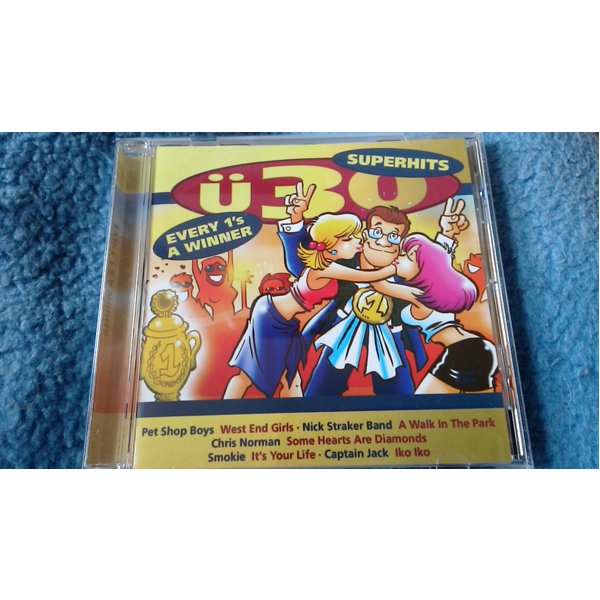 SUPERHITS
ü30
EVERY 1's
A WINNER
1
1
Pet Shop Boys West End Girls · Nick Straker Band A Walk In The Park
Chris Norman Some Hearts Are Diamonds
Smokie It's Your Life · Captain Jack Iko Iko